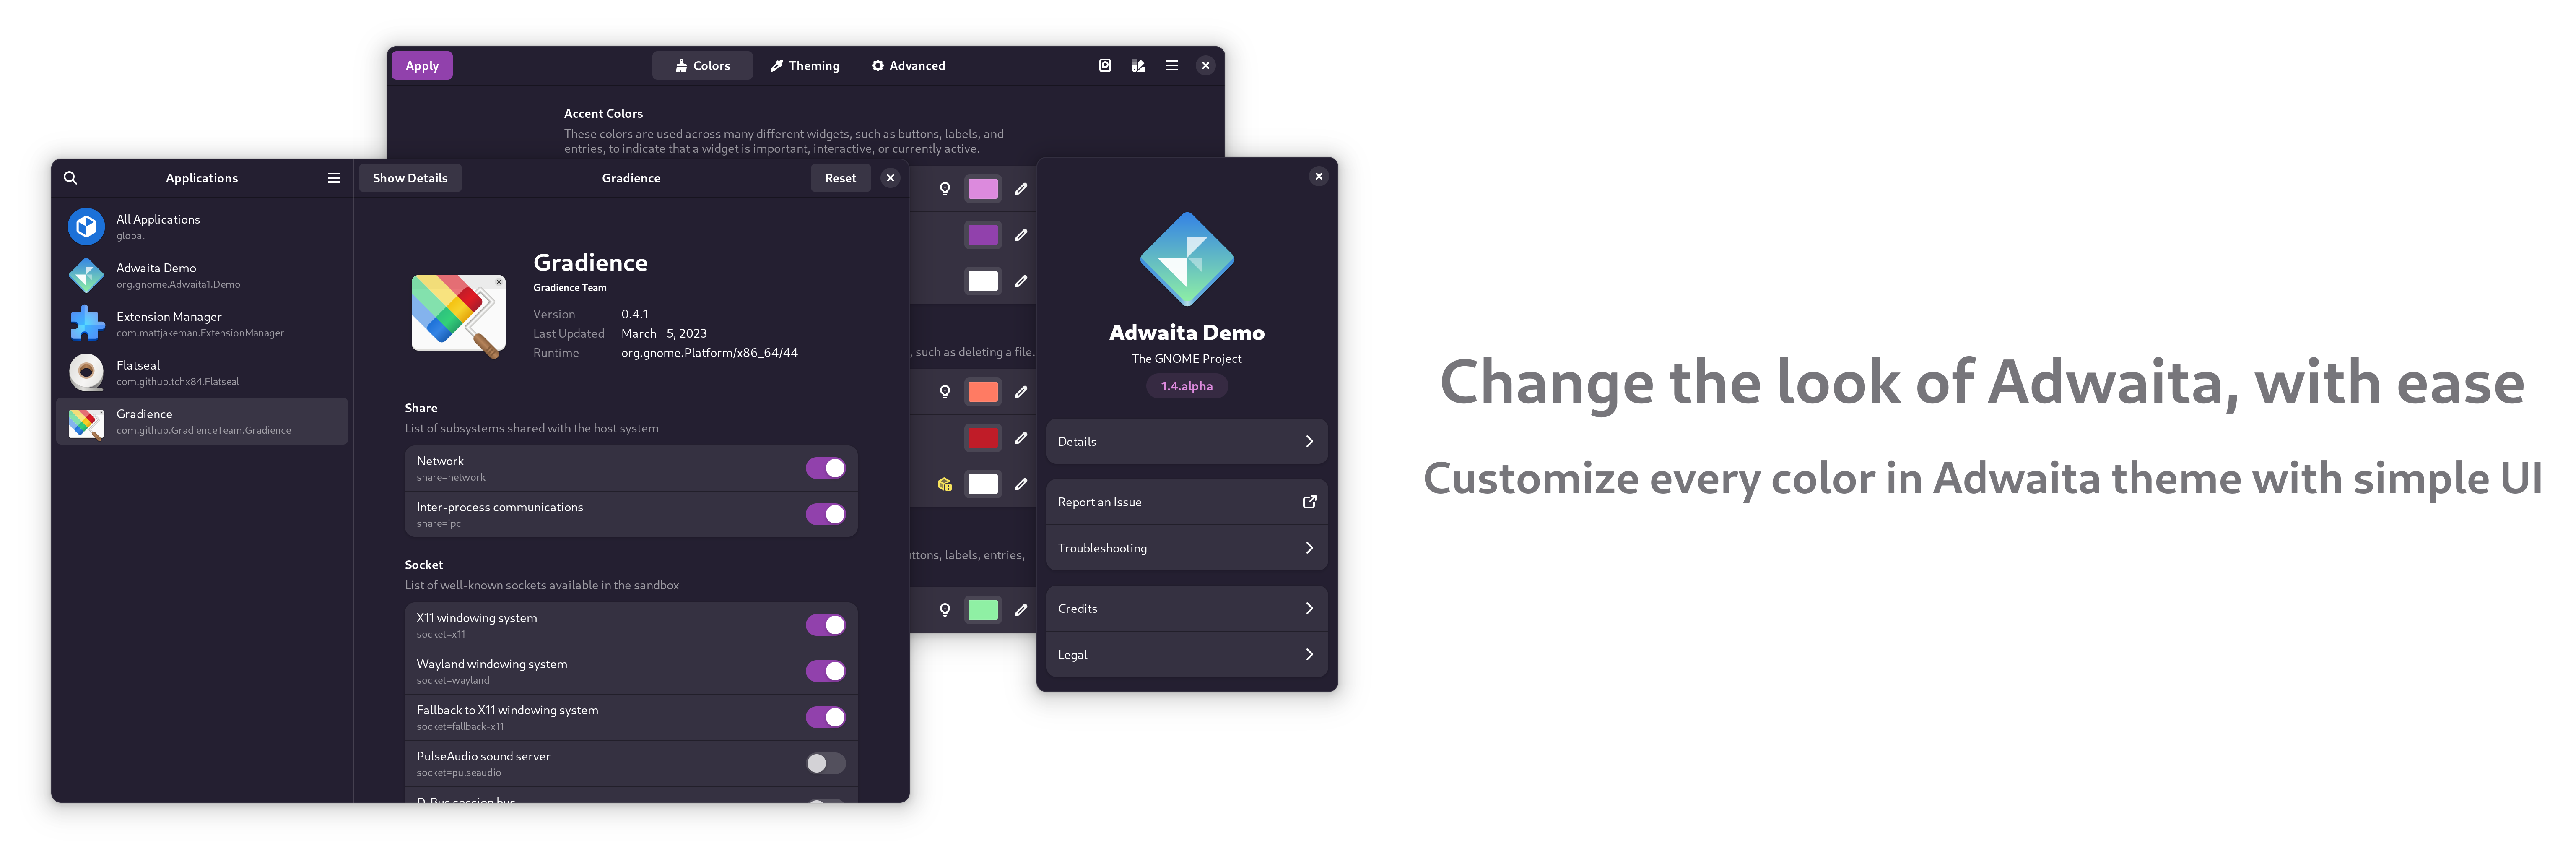 Apply
Colors
Theming
Advanced
Accent Colors
These colors are used across many different widgets, such as buttons, labels, and
entries, to indicate that a widget is important, interactive, or currently active.
, such as deleting a file.
labels, entries,
Applications
All Applications
global
Adwaita Demo
org.gnome.Adwaita1.Demo
Extension Manager
com.mattjakeman.ExtensionManager
Flatseal
com.github.tchx84.Flatseal
Gradience
com.github.GradienceTeam.Gradience
Show Details
Gradience
Reset
Gradience
Gradience Team
Version 0.4.1
Last Updated March 5, 2023
Runtime org.gnome.Platform/x86_64/44
Share
List of subsystems shared with the host system
Network
share=network
Inter-process communications
share=ipc
Socket
List of well-known sockets available in the sandbox
X11 windowing system
socket=x11
Wayland windowing system
socket=wayland
Fallback to X11 windowing system
socket=fallback-x11
PulseAudio sound server
socket=pulseaudio
D-Bus session bus
Adwaita Demo
The GNOME Project
1.4.alpha
Details
Report an Issue
Troubleshooting
Credits
Legal
Change the look of Adwaita, with ease
Customize every color in Adwaita theme with simple UI